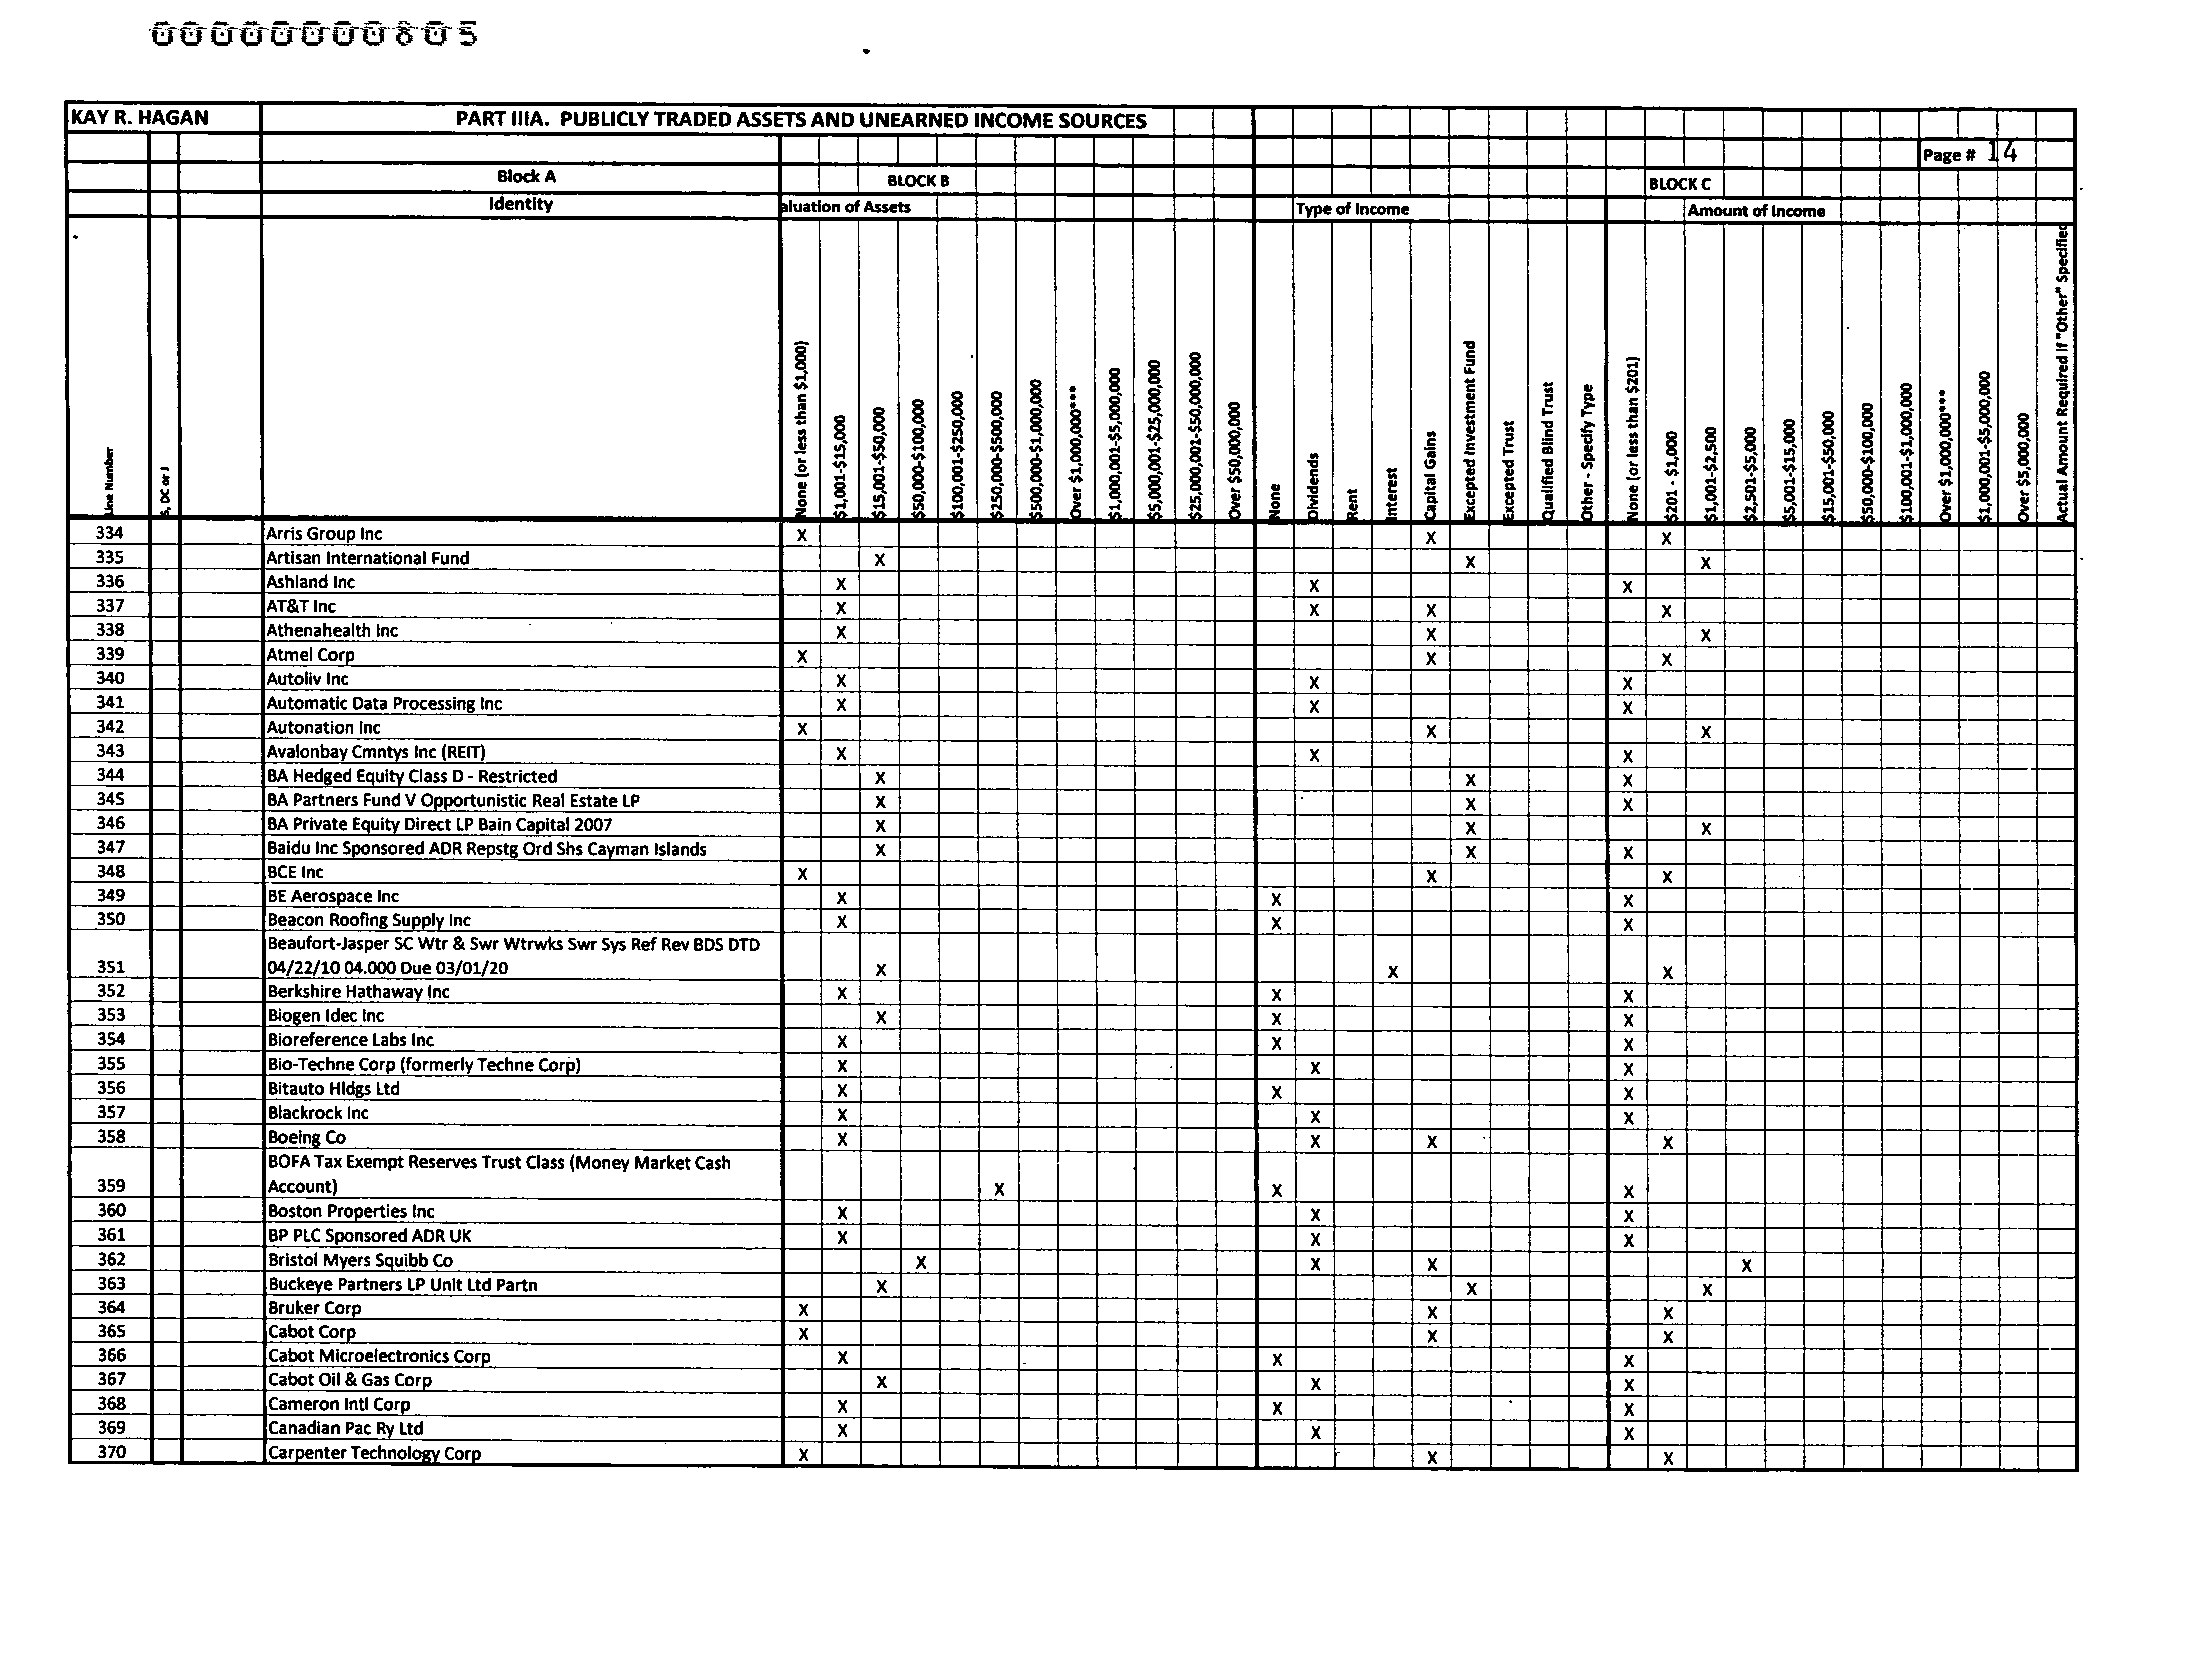 00000000805
KAY R. HAGAN PART IIIA. PUBLICLY TRADED ASSETS AND UNEARNED INCOME SOURCES
Page # 14
Block A BLOCK B BLOCK C
Identity aluation of Assets Type of Income Amount of Income
Line Number
S, DC or J
None (or less than $1,000)
$1,001-$15,000
$15,001-$50,000
$50,000-$100,000
$100,001-$250,000
$250,000-$500,000
$500,000-$1,000,000
Over $1,000,000***
$1,000,001-$5,000,000
$5,000,001-$25,000,000
$25,000,001-$50,000,000
Over $50,000,000
None
Dividends
Rent
Interest
Capital Gains
Excepted Investment Fund
Excepted Trust
Qualified Blind Trust
Other - Specify Type
None (or less than $201)
$201 - $1,000
$1,001-$2,500
$2,501-$5,000
$5,001-$15,000
$15,001-$50,000
$50,000-$100,000
$100,001-$1,000,000
Over $1,000,000***
$1,000,001-$5,000,000
Over $5,000,000
Actual Amount Required if "Other" Specified
334 Arris Group Inc X X X
335 Artisan International Fund X X X
336 Ashland Inc X X X
337 AT&T Inc X X X X
338 Athenahealth Inc X X X
339 Atmel Corp X X X
340 Autoliv Inc X X X
341 Automatic Data Processing Inc X X X
342 Autonation Inc X X X
343 Avalonbay Cmntys Inc (REIT) X X X
344 BA Hedged Equity Class D - Restricted X X X
345 BA Partners Fund V Opportunistic Real Estate LP X X X
346 BA Private Equity Direct LP Bain Capital 2007 X X X
347 Baidu Inc Sponsored ADR Repstg Ord Shs Cayman Islands X X X
348 BCE Inc X X X
349 BE Aerospace Inc X X X
350 Beacon Roofing Supply Inc X X X
Beaufort-Jasper SC Wtr & Swr Wtrwks Swr Sys Ref Rev BDS DTD
351 04/22/10 04.000 Due 03/01/20 X X X
352 Berkshire Hathaway Inc X X X
353 Biogen Idec Inc X X X
354 Bioreference Labs Inc X X X
355 Bio-Techne Corp (formerly Techne Corp) X X X
356 Bitauto Hldgs Ltd X X X
357 Blackrock Inc X X X
358 Boeing Co X X X X
BOFA Tax Exempt Reserves Trust Class (Money Market Cash
359 Account) X X X
360 Boston Properties Inc X X X
361 BP PLC Sponsored ADR UK X X X
362 Bristol Myers Squibb Co X X X X
363 Buckeye Partners LP Unit Ltd Partn X X X
364 Bruker Corp X X X
365 Cabot Corp X X X
366 Cabot Microelectronics Corp X X X
367 Cabot Oil & Gas Corp X X X
368 Cameron Intl Corp X X X
369 Canadian Pac Ry Ltd X X X
370 Carpenter Technology Corp X X X